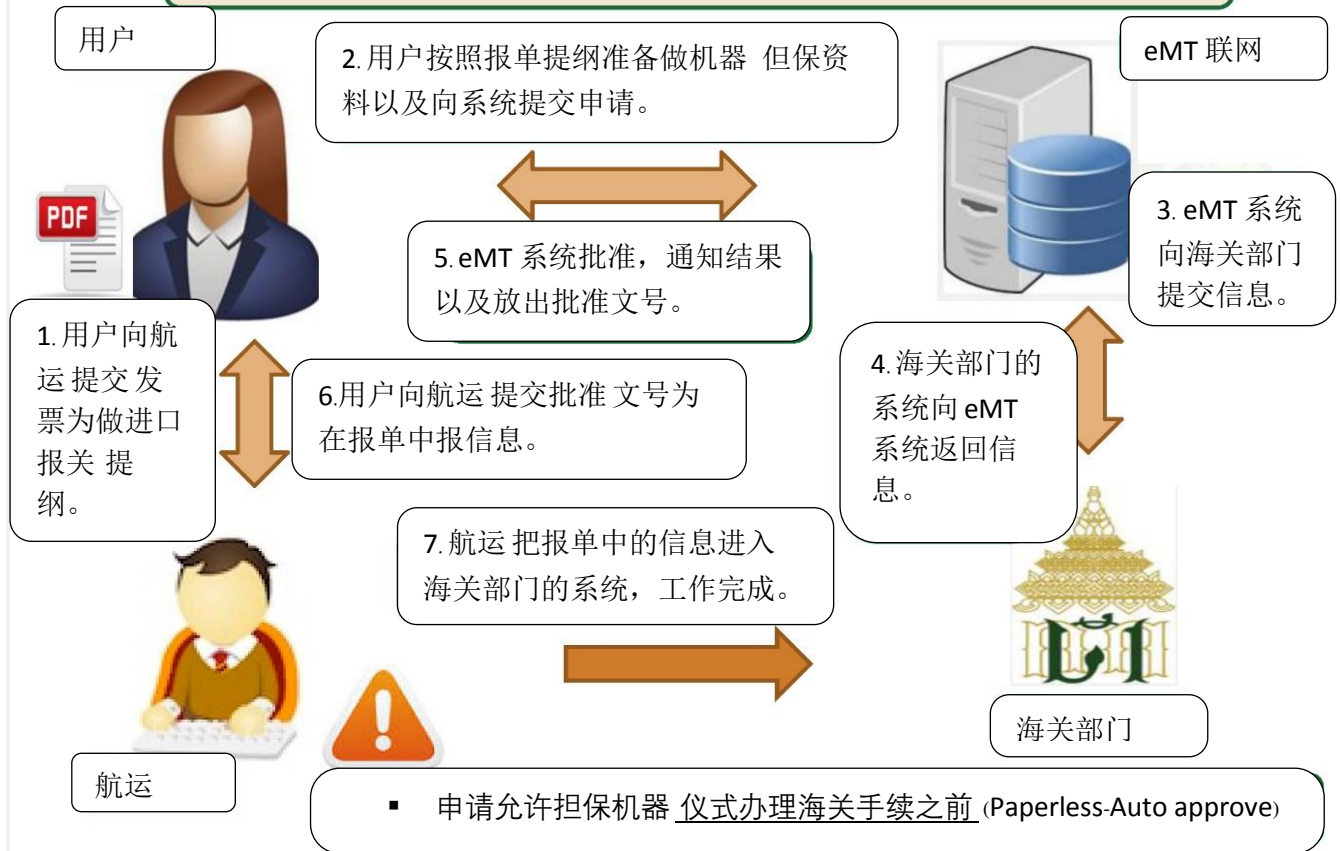 用户
2. 用户按照报单提纲准备做机器 但保资
料以及向系统提交申请。
eMT 联网
PDF
3. eMT 系统
向海关部门
提交信息。
5. eMT 系统批准，通知结果
以及放出批准文号。
1. 用户向航
运 提交 发
票为做进口
报关 提
纲。
4. 海关部门的
系统向 eMT
系统返回信
息。
6.用户向航运 提交批准 文号为
在报单中报信息。
7. 航运 把报单中的信息进入
海关部门的系统，工作完成。
海关部门
航运
▪ 申请允许担保机器 仪式办理海关手续之前 (Paperless-Auto approve)